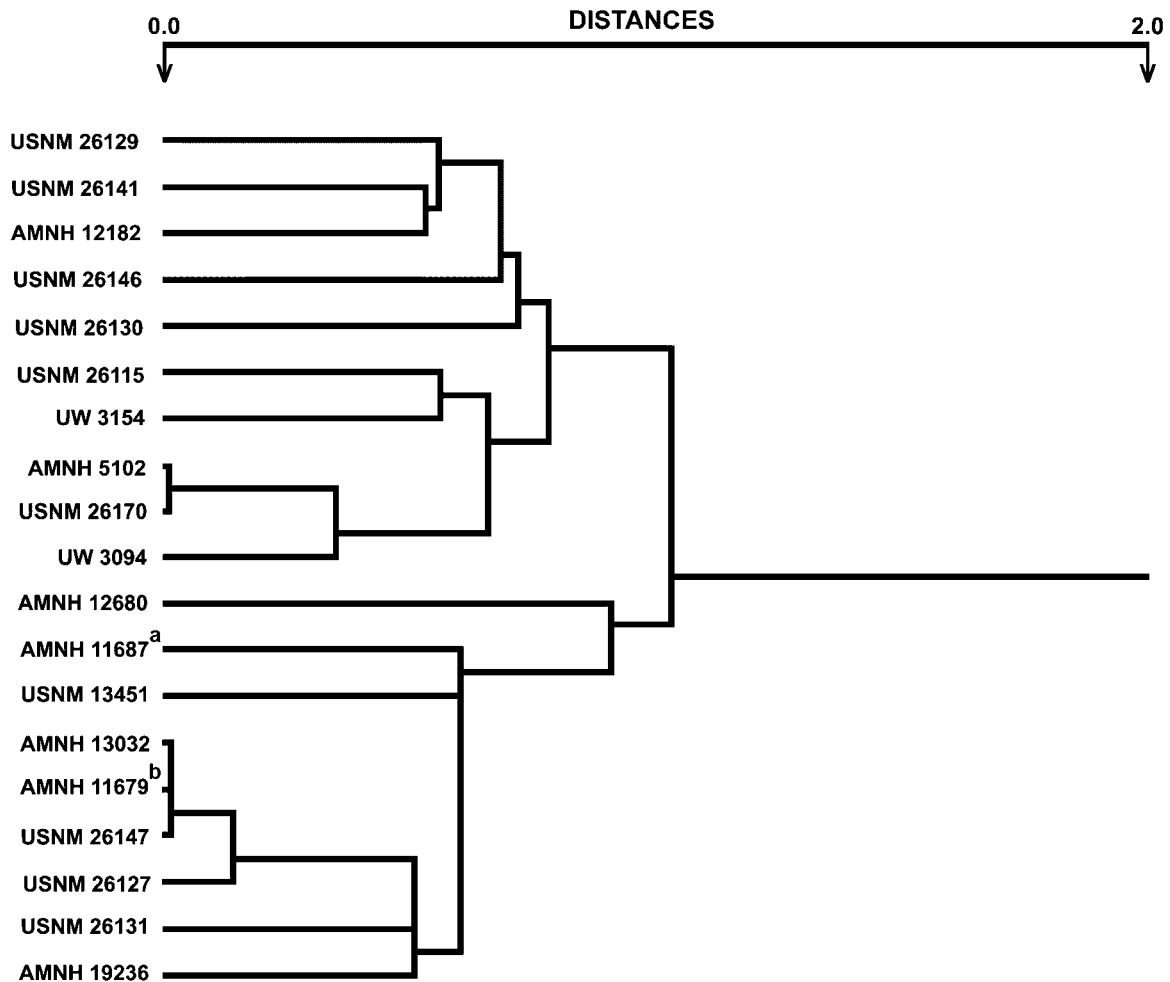 DISTANCES
0.0 2.0
USNM 26129
USNM 26141
AMNH 12182
USNM 26146
USNM 26130
USNM 26115
UW 3154
AMNH 5102
USNM 26170
UW 3094
AMNH 12680
AMNH 11687a
USNM 13451
AMNH 13032
AMNH 11679b
USNM 26147
USNM 26127
USNM 26131
AMNH 19236